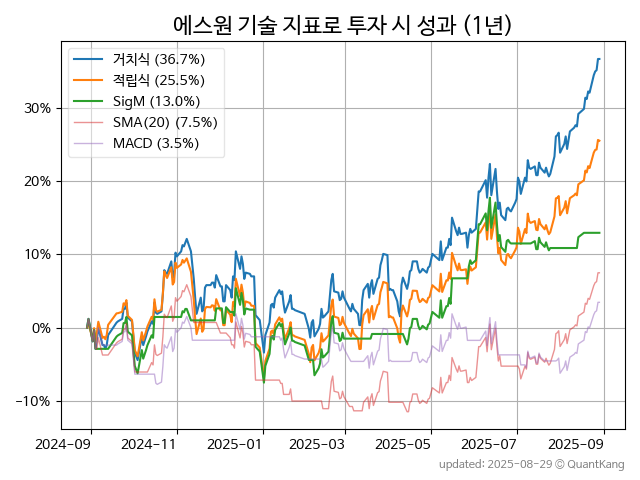 에스원 기술 지표로 투자 시 성과 (1년)
거치식 (36.7%)
적립식 (25.5%)
SigM (13.0%)
SMA(20) (7.5%)
MACD (3.5%)
30%
20%
10%
0%
−10%
2024-09 2024-11 2025-01 2025-03 2025-05 2025-07 2025-09
updated: 2025-08-29 © QuantKang